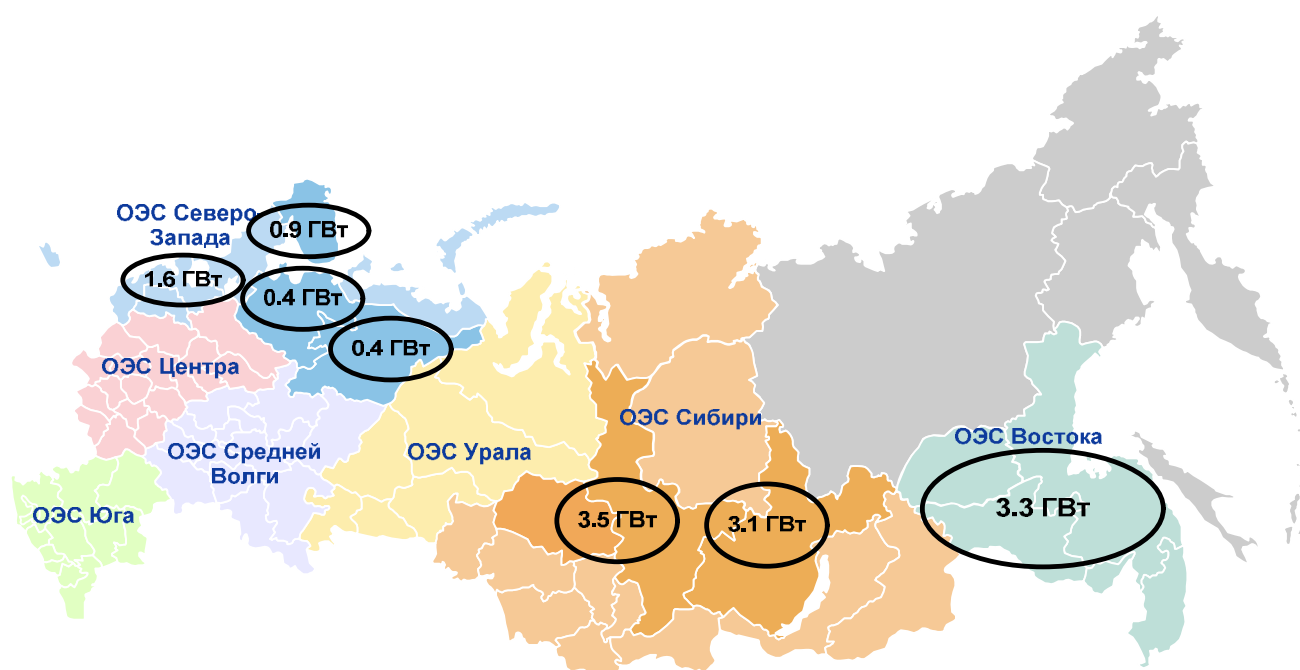 ОЭС Северо-
Запада
0.9 ГВт
1.6 ГВт
0.4 ГВт
0.4 ГВт
ОЭС Центра
ОЭС Средней
Волги
ОЭС Урала
ОЭС Юга
ОЭС Сибири
3.5 ГВт
3.1 ГВт
ОЭС Востока
3.3 ГВт